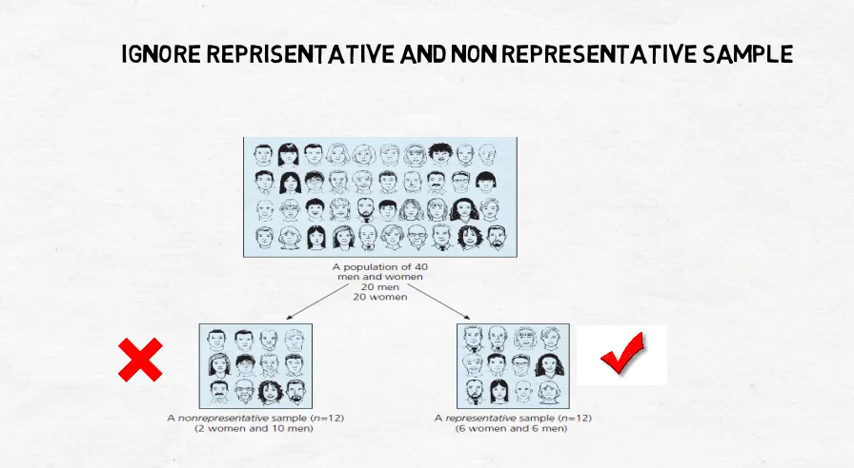 IGNORE REPRISENTATIVE AND NON REPRESENTATIVE SAMPLE
A population of 40
men and women
20 men
20 women
A nonrepresentative sample (n=12)
(2 women and 10 men)
A representative sample (n=12)
(6 women and 6 men)